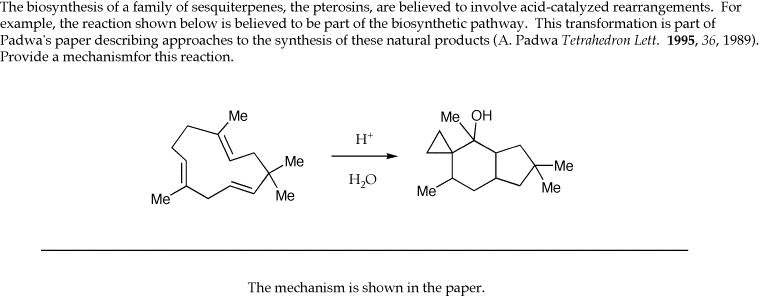 The biosynthesis of a family of sesquiterpenes, the pterosins, are believed to involve acid-catalyzed rearrangements. For
example, the reaction shown below is believed to be part of the biosynthetic pathway. This transformation is part of
Padwa's paper describing approaches to the synthesis of these natural products (A. Padwa Tetrahedron Lett. 1995, 36, 1989).
Provide a mechanismfor this reaction.
Me
Me
Me
Me
H+
H₂O
Me OH
Me
Me
Me
The mechanism is shown in the paper.